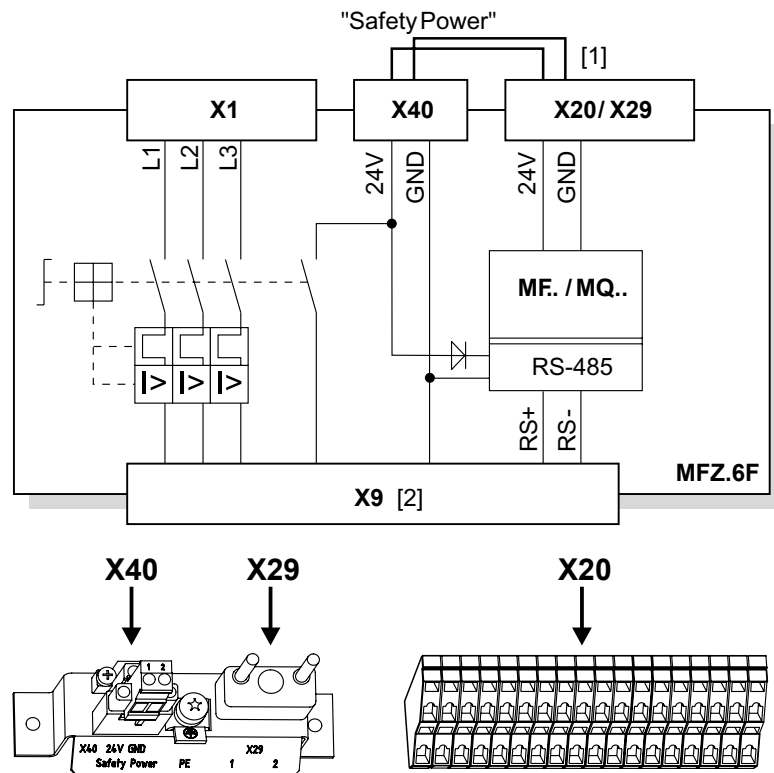 "Safety Power"
[1]
X1
X40
X20/ X29
L1
L2
L3
24V
GND
24V
GND
MF.. / MQ..
RS-485
I> I> I>
RS+
RS-
MFZ.6F
X9 [2]
X40
X29
X20
1 2
X40 24V GND
X29
Safety Power
PE
1
2